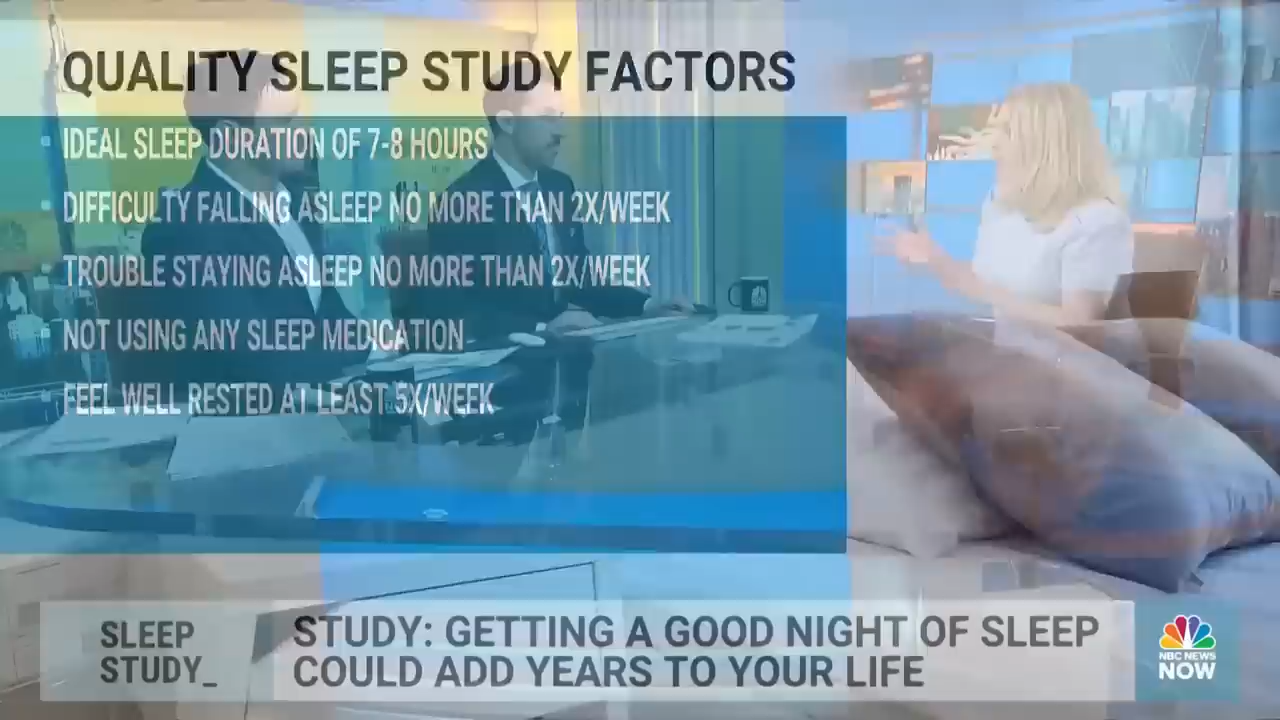 QUALITY SLEEP STUDY FACTORS
IDEAL SLEEP DURATION OF 7-8 HOURS
DIFFICULTY FALLING ASLEEP NO MORE THAN 2X/WEEK
TROUBLE STAYING ASLEEP NO MORE THAN 2X/WEEK
NOT USING ANY SLEEP MEDICATION
FEEL WELL RESTED AT LEAST 5X/WEEK
SLEEP
STUDY_
STUDY: GETTING A GOOD NIGHT OF SLEEP
COULD ADD YEARS TO YOUR LIFE
NBC NEWS
NOW